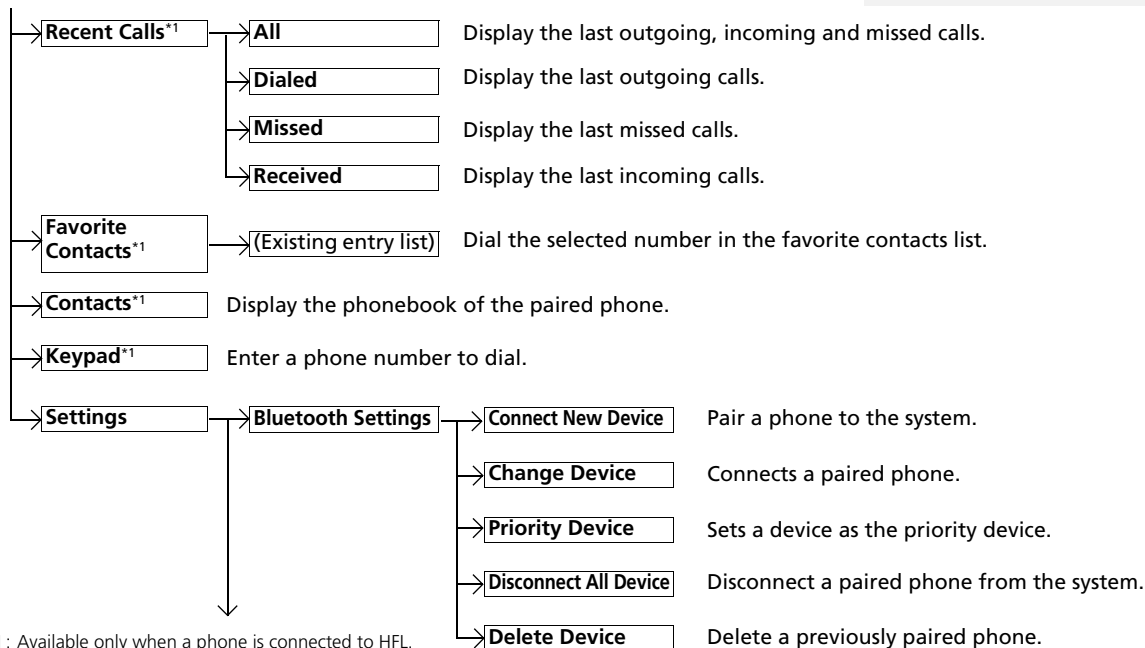 Recent Calls*1 All Display the last outgoing, incoming and missed calls.
Dialed Display the last outgoing calls.
Missed Display the last missed calls.
Received Display the last incoming calls.
Favorite
Contacts*1
(Existing entry list) Dial the selected number in the favorite contacts list.
Contacts*1 Display the phonebook of the paired phone.
Keypad*1 Enter a phone number to dial.
Settings Bluetooth Settings Connect New Device Pair a phone to the system.
Change Device Connects a paired phone.
Priority Device Sets a device as the priority device.
Disconnect All Device Disconnect a paired phone from the system.
Delete Device Delete a previously paired phone.
: Available only when a phone is connected to HFL.